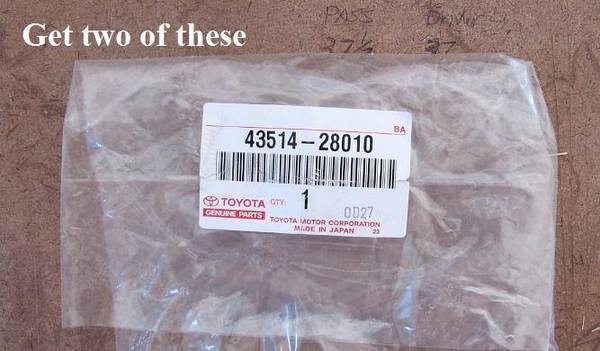 PASS Driver
37½ 37
Get two of these
BA
43514-28010
TOYOTA QTY: 1
GENUINE PARTS
0D27
TOYOTA MOTOR CORPORATION
MADE IN JAPAN 23